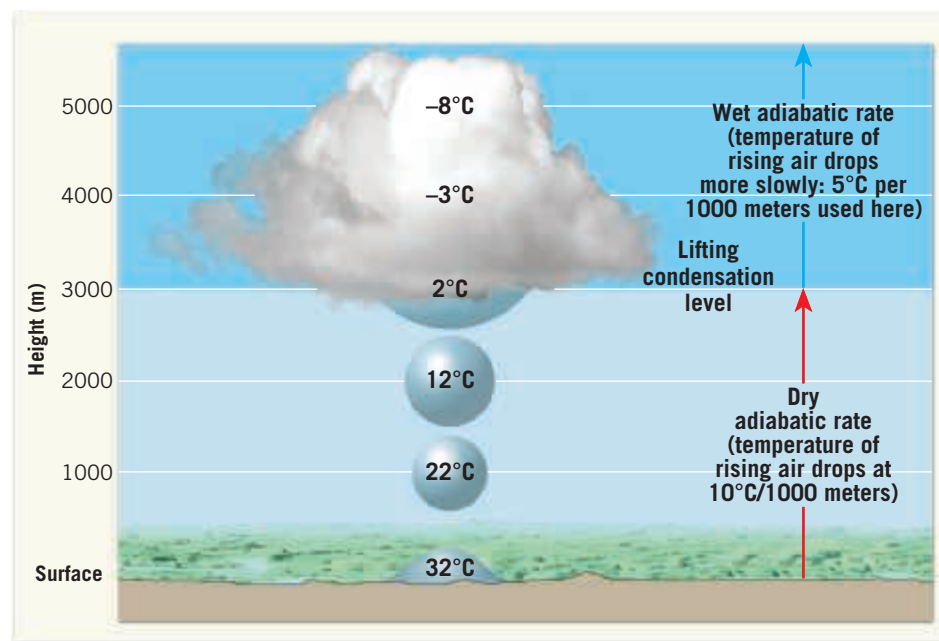 5000
–8°C
Wet adiabatic rate
(temperature of
rising air drops
more slowly: 5°C per
1000 meters used here)
4000
–3°C
Lifting
condensation
level
3000
2°C
Height (m)
2000
12°C
Dry
adiabatic rate
(temperature of
rising air drops at
10°C/1000 meters)
1000
22°C
Surface
32°C